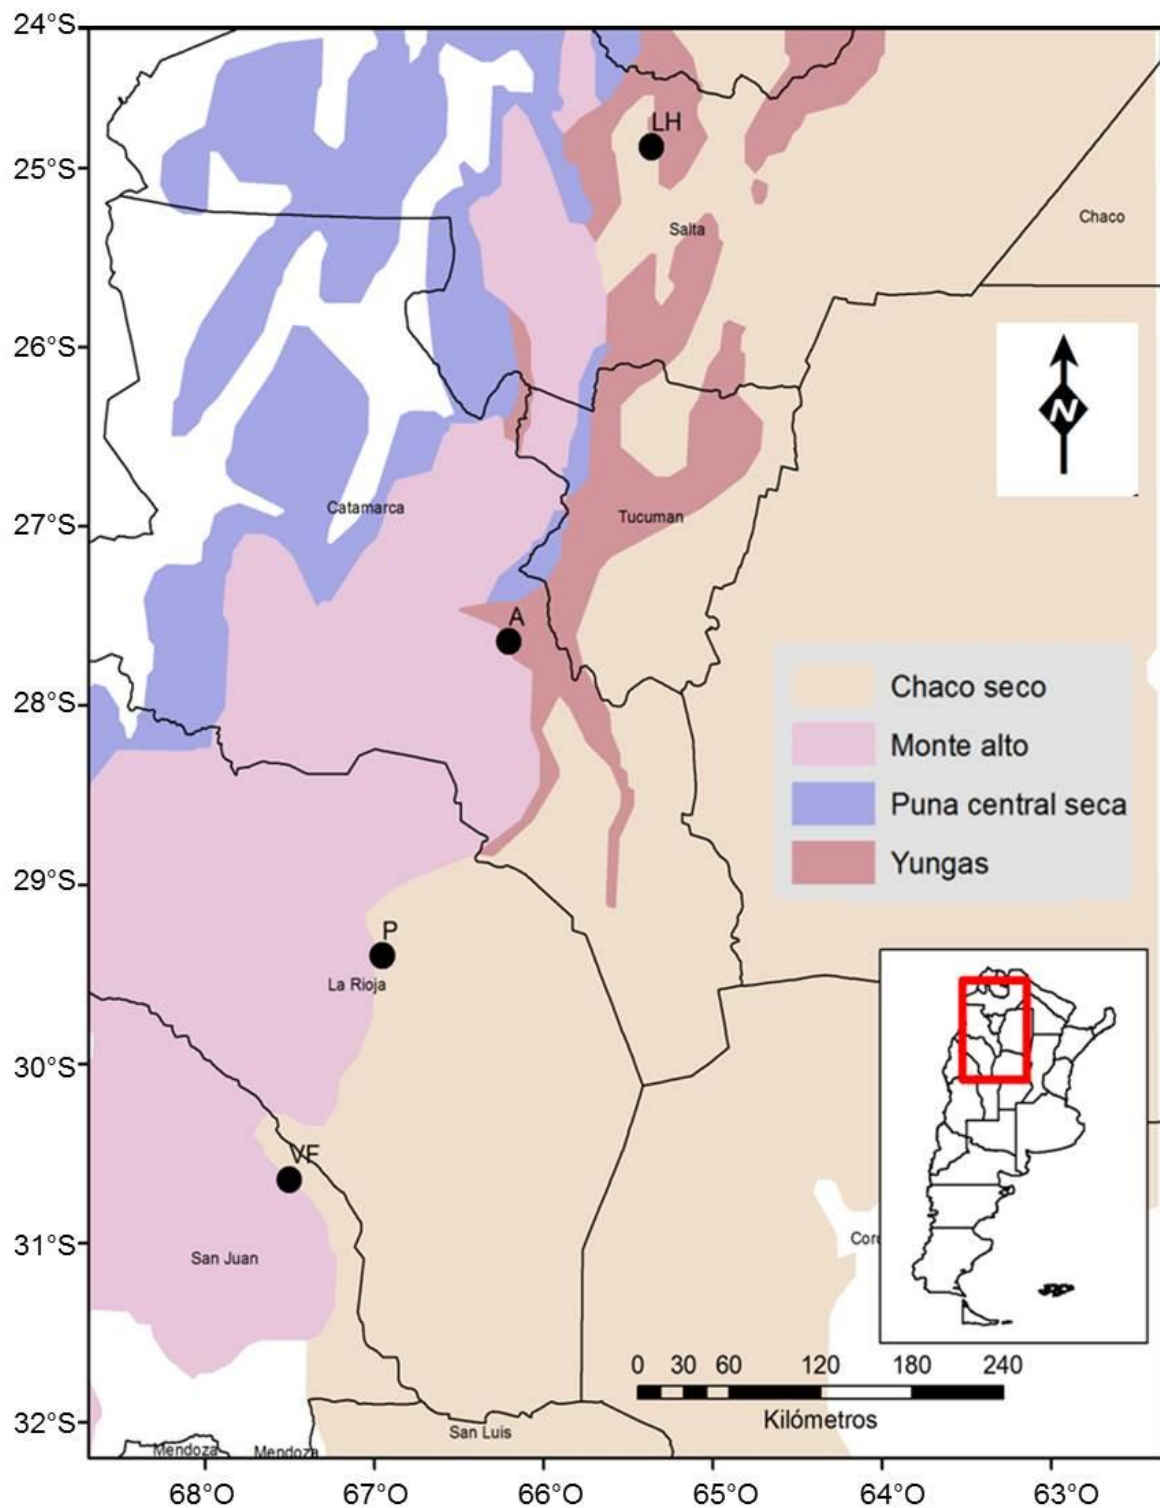 24°S
LH
25°S
Chaco
Salta
26°S
N
Catamarca
27°S
Tucuman
A
28°S
Chaco seco
Monte alto
Puna central seca
Yungas
29°S
P
La Rioja
30°S
VF
31°S
San Juan
Cor
0 30 60 120 180 240
Kilómetros
32°S
San Luis
Mendoza Mendoza
68°O 67°O 66°O 65°O 64°O 63°O